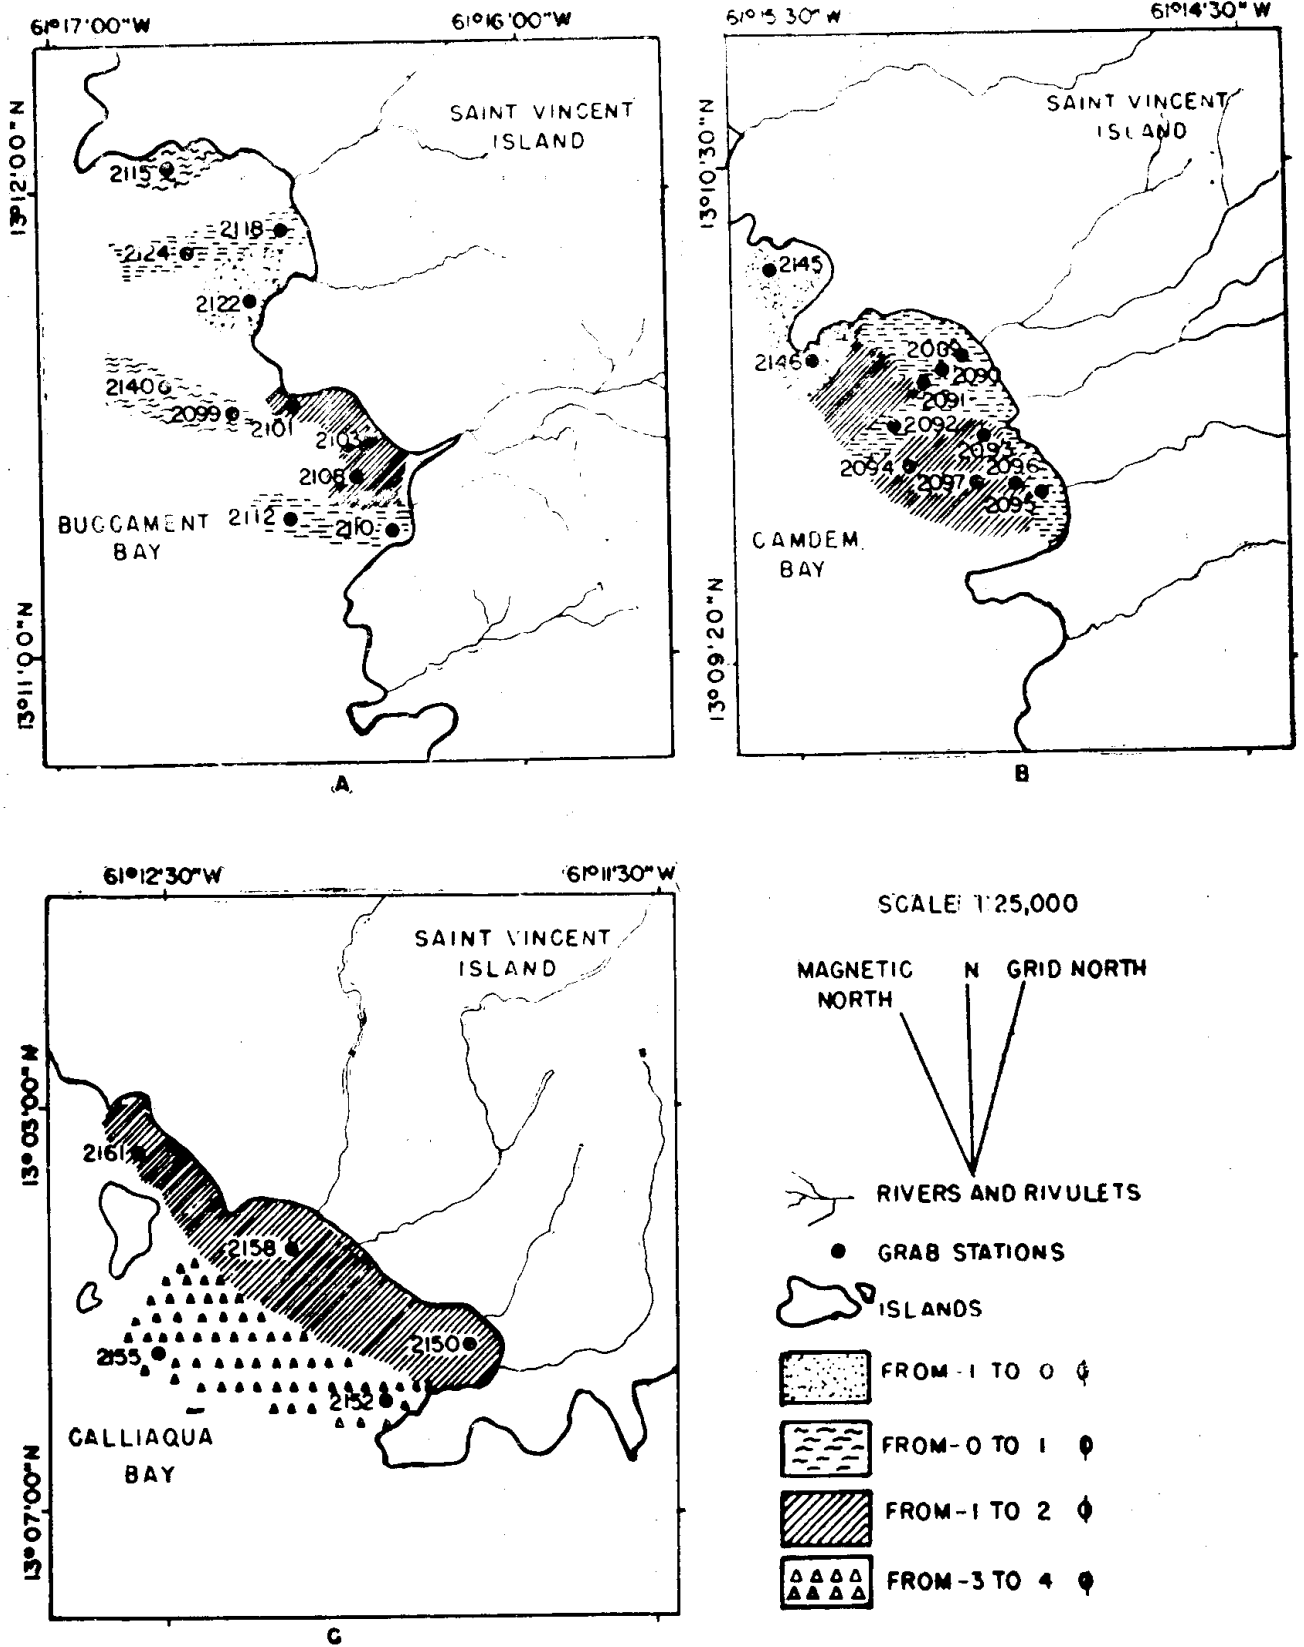 61°17'00"W
61°16'00"W
SAINT VINCENT
ISLAND
13°12'00"N
2115
2118
2124
2122
2140
2099
2101
2103
2108
2112
2110
BUCCAMENT
BAY
13°11'0'0"N
A
61°15 30" W
61°14'30" W
SAINT VINCENT
ISLAND
13°10'30"N
2145
2146
2089
2090
2091
2092
2093
2094
2096
2097
2095
CAMDEM
BAY
13°09'20"N
B
61°12'30"W
61°11'30"W
SAINT VINCENT
ISLAND
13°03'00"N
2161
2158
2150
2155
2152
CALLIAQUA
BAY
13°07'00"N
C
SCALE 1:25,000
MAGNETIC
NORTH
N
GRID NORTH
RIVERS AND RIVULETS
GRAB STATIONS
ISLANDS
FROM -1 TO 0 ϕ
FROM -0 TO 1 ϕ
FROM -1 TO 2 ϕ
FROM -3 TO 4 ϕ